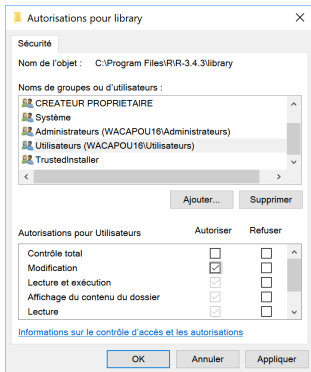 Autorisations pour library
Sécurité
Nom de l'objet : C:\Program Files\R\R-3.4.3\library
Noms de groupes ou d'utilisateurs :
CREATEUR PROPRIETAIRE
Système
Administrateurs (WACAPOU16\Administrateurs)
Utilisateurs (WACAPOU16\Utilisateurs)
TrustedInstaller
Ajouter... Supprimer
Autorisations pour Utilisateurs Autoriser Refuser
Contrôle total
Modification
Lecture et exécution
Affichage du contenu du dossier
Lecture
Informations sur le contrôle d'accès et les autorisations
OK Annuler Appliquer